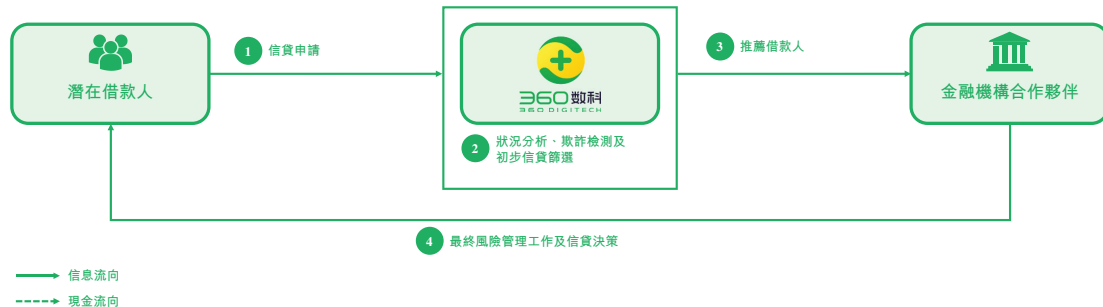 1 信貸申請
3 推薦借款人
潛在借款人
360数科
360 DIGITECH
金融機構合作夥伴
2 狀況分析、欺詐檢測及
初步信貸篩選
4 最終風險管理工作及信貸決策
信息流向
現金流向